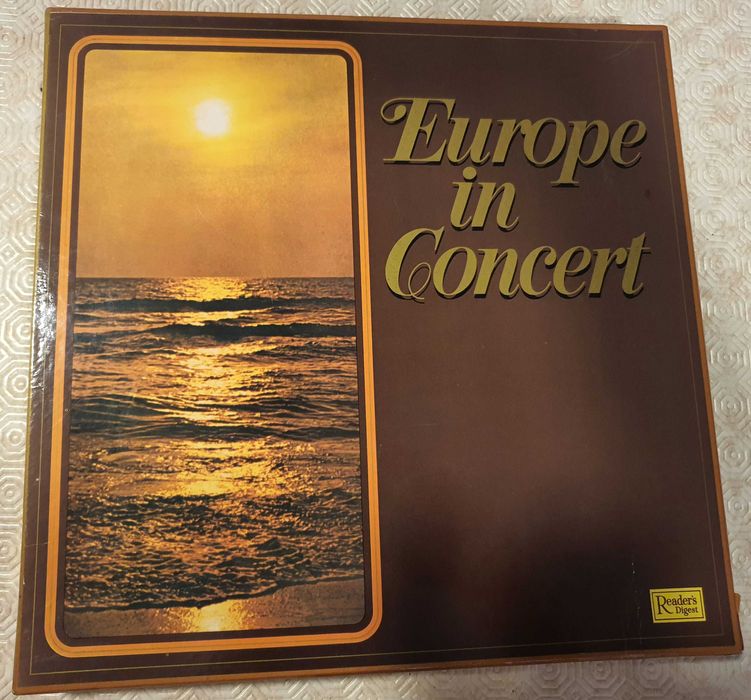 Europe
in
Concert
Reader's
Digest